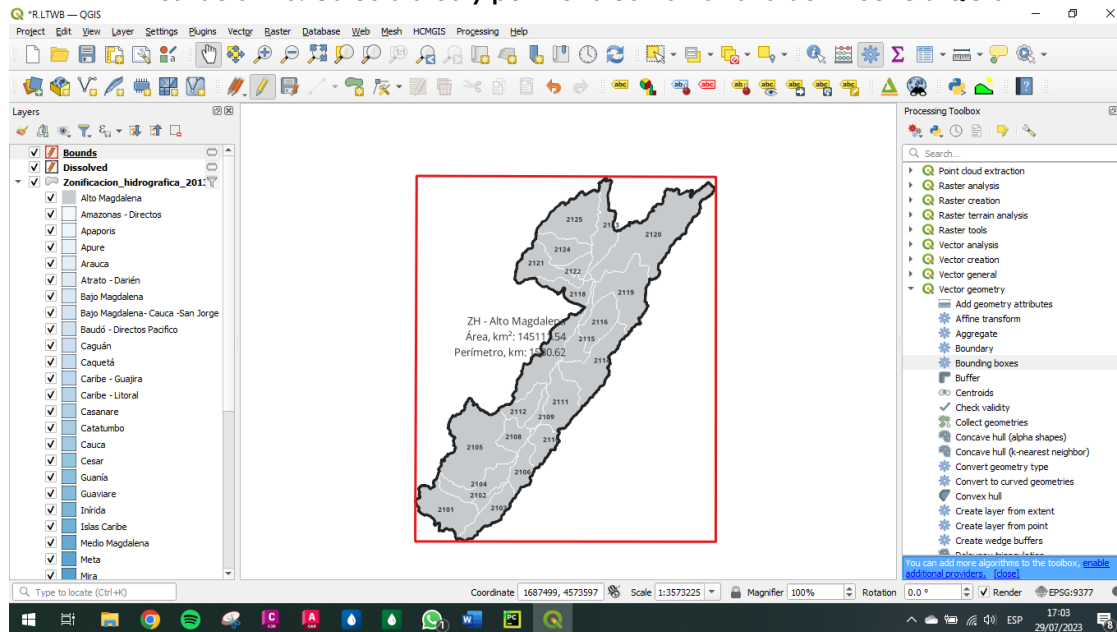 *R.LTWB — QGIS
Project Edit View Layer Settings Plugins Vector Raster Database Web Mesh HCMGIS Processing Help
Layers
Bounds
Dissolved
Zonificacion_hidrografica_201
Alto Magdalena
Amazonas - Directos
Apaporis
Apure
Arauca
Atrato - Darién
Bajo Magdalena
Bajo Magdalena- Cauca -San Jorge
Baudó - Directos Pacifico
Caguán
Caquetá
Caribe - Guajira
Caribe - Litoral
Casanare
Catatumbo
Cauca
Cesar
Guanía
Guaviare
Inírida
Islas Caribe
Medio Magdalena
Meta
Mira
2125
2120
2124
2121
2122
2118
2119
ZH - Alto Magdalena
2116
Área, km²:
2115
Perímetro, km:
2111
2112
2109
2108
2105
2106
2104
2102
2101
Processing Toolbox
Search...
Point cloud extraction
Raster analysis
Raster creation
Raster terrain analysis
Raster tools
Vector analysis
Vector creation
Vector general
Vector geometry
Add geometry attributes
Affine transform
Aggregate
Boundary
Bounding boxes
Buffer
Centroids
Check validity
Collect geometries
Concave hull (alpha shapes)
Concave hull (k-nearest neighbor)
Convert geometry type
Convert to curved geometries
Convex hull
Create layer from extent
Create layer from point
Create wedge buffers
You can add more algorithms to the toolbox, enable
additional providers. [close]
Type to locate (Ctrl+K) Coordinate 1687499, 4573597 Scale 1:3573225 Magnifier 100% Rotation 0.0 ° Render EPSG:9377
ESP 17:03
29/07/2023